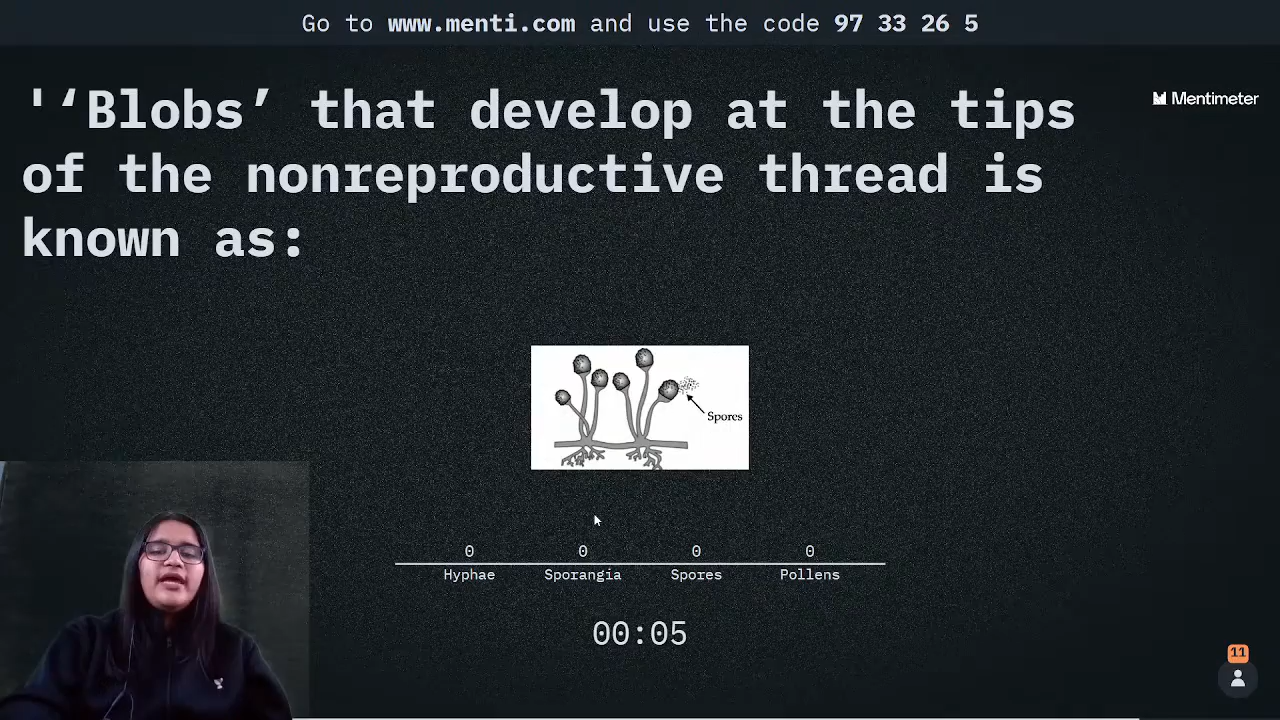 Go to www.menti.com and use the code 97 33 26 5
'‘Blobs’ that develop at the tips
of the nonreproductive thread is
known as:
Mentimeter
Spores
0 0 0 0
Hyphae Sporangia Spores Pollens
00:05
11